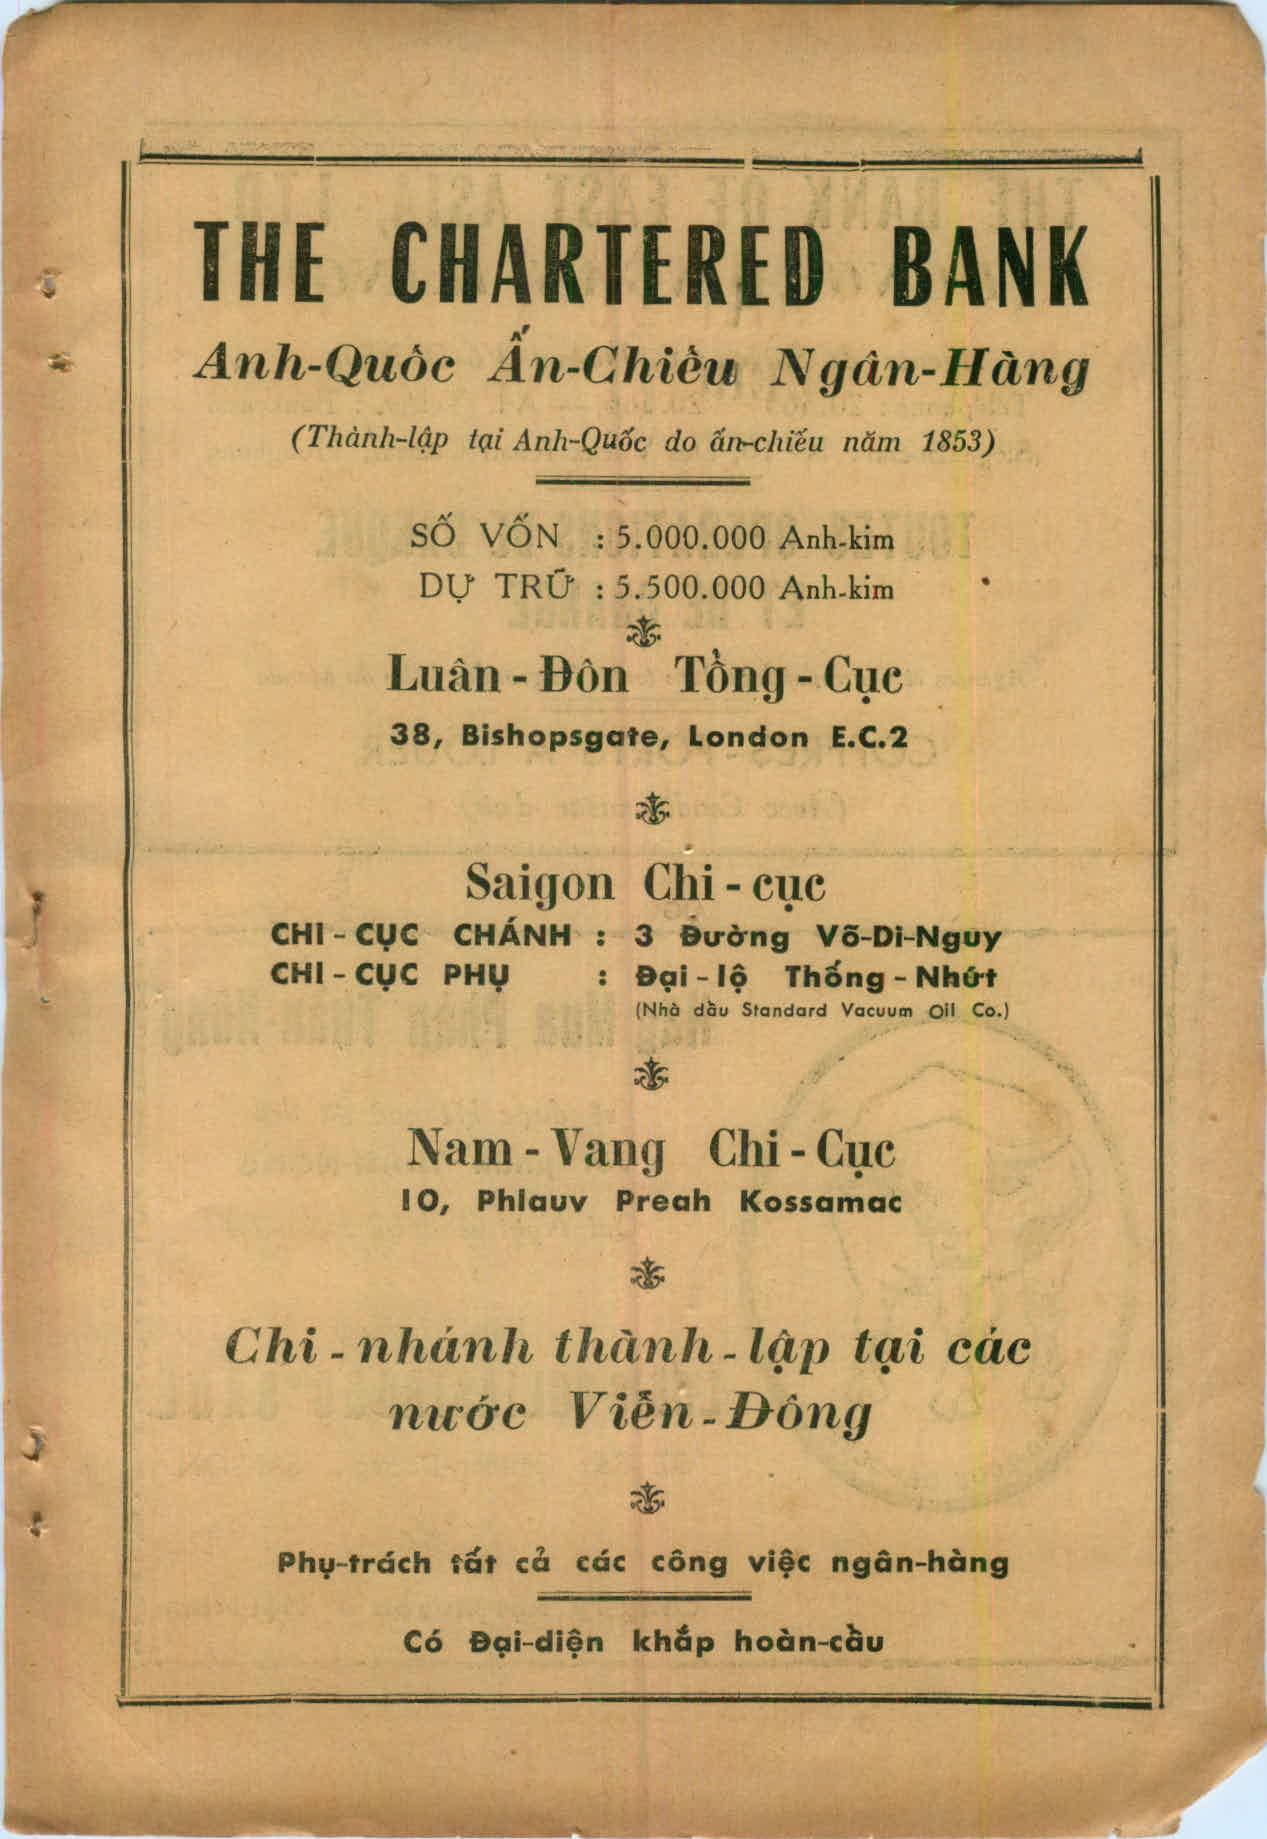 THE CHARTERED BANK
Anh-Quốc Ấn-Chiếu Ngân-Hàng
(Thành-lập tại Anh-Quốc do ấn-chiếu năm 1853)
SỐ VỐN : 5.000.000 Anh-kim
DỰ TRỮ : 5.500.000 Anh-kim
Luân - Đôn Tổng - Cục
38, Bishopsgate, London E.C.2
Saigon Chi - cục
CHI - CỤC CHÁNH : 3 Đường Võ-Di-Nguy
CHI - CỤC PHỤ : Đại - lộ Thống - Nhứt
(Nhà dầu Standard Vacuum Oil Co.)
Nam - Vang Chi - Cục
10, Phlauv Preah Kossamac
Chi - nhánh thành - lập tại các
nước Viễn - Đông
Phụ-trách tất cả các công việc ngân-hàng
Có Đại-diện khắp hoàn-cầu